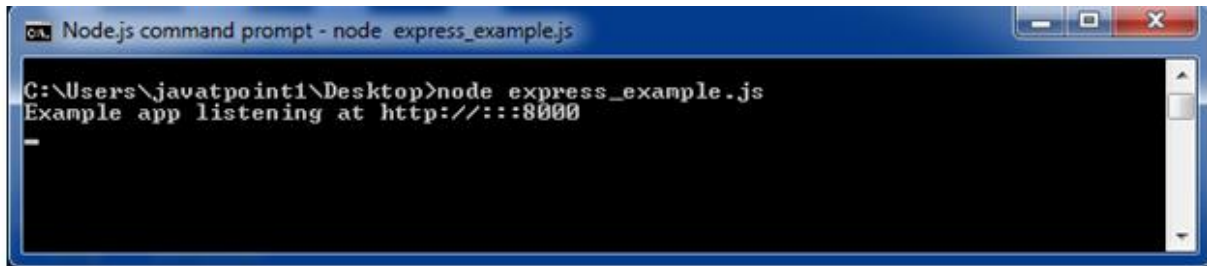 Node.js command prompt - node express_example.js
C:\Users\javatpoint1\Desktop>node express_example.js
Example app listening at http://:::8000